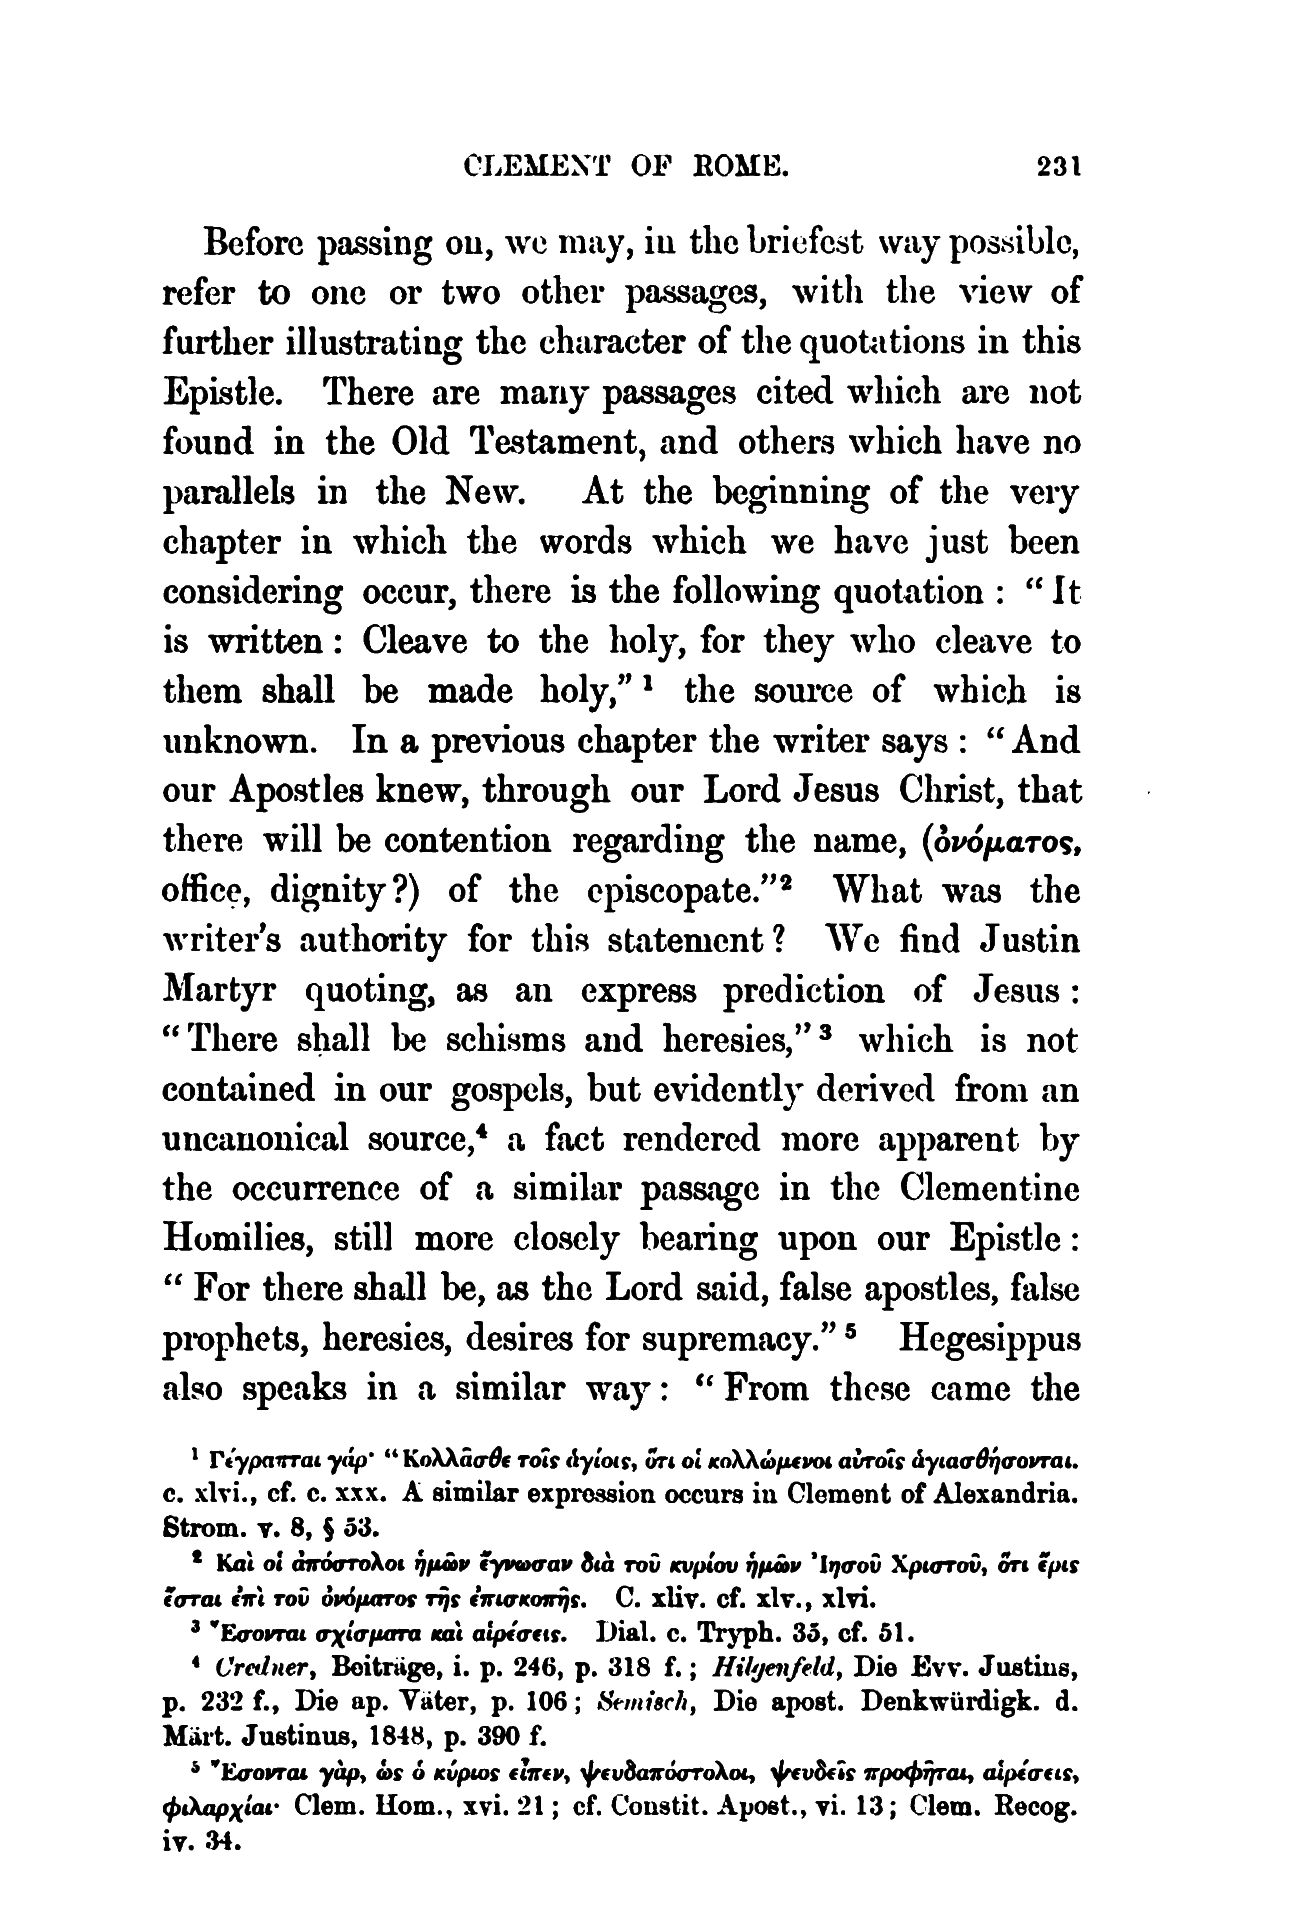 CLEMENT OF ROME. 231
Before passing on, we may, in the briefest way possible,
refer to one or two other passages, with the view of
further illustrating the character of the quotations in this
Epistle. There are many passages cited which are not
found in the Old Testament, and others which have no
parallels in the New. At the beginning of the very
chapter in which the words which we have just been
considering occur, there is the following quotation : “ It
is written : Cleave to the holy, for they who cleave to
them shall be made holy,” ¹ the source of which is
unknown. In a previous chapter the writer says : “ And
our Apostles knew, through our Lord Jesus Christ, that
there will be contention regarding the name, (ὀνόματος,
office, dignity ?) of the episcopate.”² What was the
writer’s authority for this statement ? We find Justin
Martyr quoting, as an express prediction of Jesus :
“ There shall be schisms and heresies,” ³ which is not
contained in our gospels, but evidently derived from an
uncanonical source,⁴ a fact rendered more apparent by
the occurrence of a similar passage in the Clementine
Homilies, still more closely bearing upon our Epistle :
“ For there shall be, as the Lord said, false apostles, false
prophets, heresies, desires for supremacy.” ⁵ Hegesippus
also speaks in a similar way : “ From these came the
¹ Γέγραπται γάρ· “ Κολλᾶσθε τοῖς ἁγίοις, ὅτι οἱ κολλώμενοι αὐτοῖς ἁγιασθήσονται.
c. xlvi., cf. c. xxx. A similar expression occurs in Clement of Alexandria.
Strom. v. 8, § 53.
² Καὶ οἱ ἀπόστολοι ἡμῶν ἔγνωσαν διὰ τοῦ κυρίου ἡμῶν Ἰησοῦ Χριστοῦ, ὅτι ἔρις
ἔσται ἐπὶ τοῦ ὀνόματος τῆς ἐπισκοπῆς. C. xliv. cf. xlv., xlvi.
³ Ἔσονται σχίσματα καὶ αἱρέσεις. Dial. c. Tryph. 35, cf. 51.
⁴ Credner, Beiträge, i. p. 246, p. 318 f. ; Hilgenfeld, Die Evv. Justins,
p. 232 f., Die ap. Väter, p. 106 ; Semisch, Die apost. Denkwürdigk. d.
Märt. Justinus, 1848, p. 390 f.
⁵ Ἔσονται γὰρ, ὡς ὁ κύριος εἶπεν, ψευδαπόστολοι, ψευδεῖς προφῆται, αἱρέσεις,
φιλαρχίαι· Clem. Hom., xvi. 21 ; cf. Constit. Apost., vi. 13 ; Clem. Recog.
iv. 34.